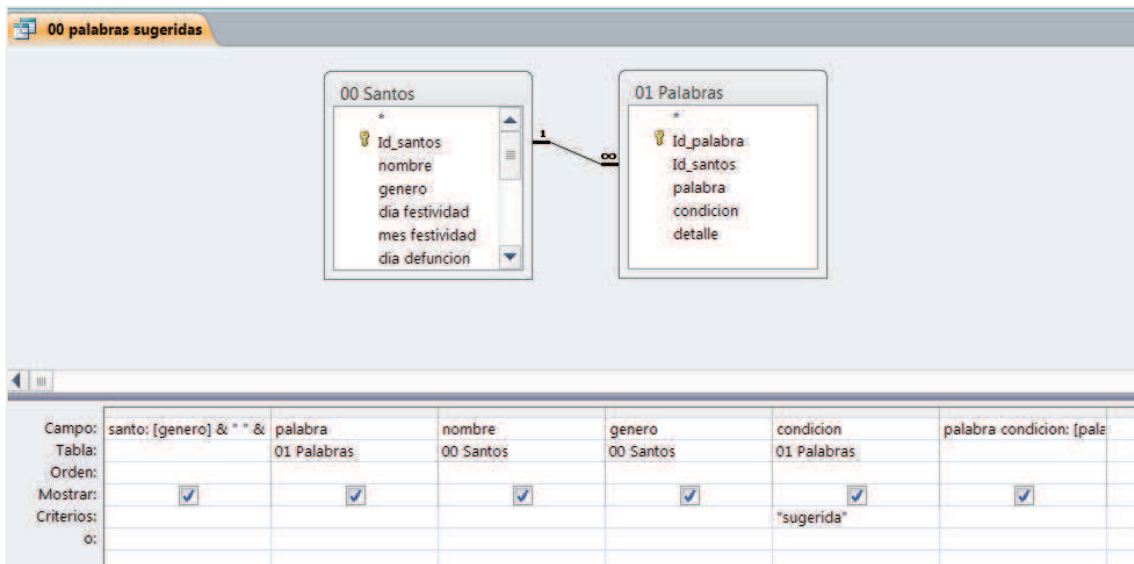 00 palabras sugeridas
00 Santos
*
Id_santos
nombre
genero
dia festividad
mes festividad
dia defuncion
1
∞
01 Palabras
*
Id_palabra
Id_santos
palabra
condicion
detalle
Campo: santo: [genero] & " " & palabra nombre genero condicion palabra condicion: [pala
Tabla: 01 Palabras 00 Santos 00 Santos 01 Palabras
Orden:
Mostrar:
Criterios: "sugerida"
o: